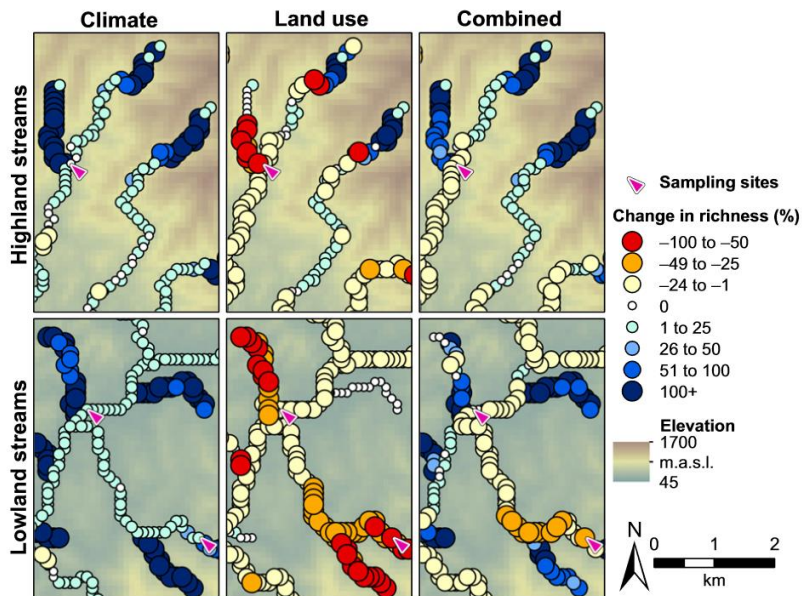 Climate
Land use
Combined
Highland streams
Lowland streams
Sampling sites
Change in richness (%)
–100 to –50
–49 to –25
–24 to –1
0
1 to 25
26 to 50
51 to 100
100+
Elevation
1700
m.a.s.l.
45
N
0 1 2
km